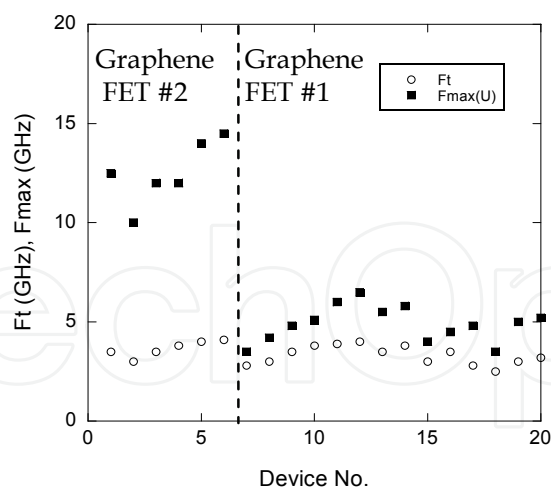 20
15
10
5
0
Ft (GHz), Fmax (GHz)
Graphene
FET #2
Graphene
FET #1
Ft
Fmax(U)
0
5
10
15
20
Device No.